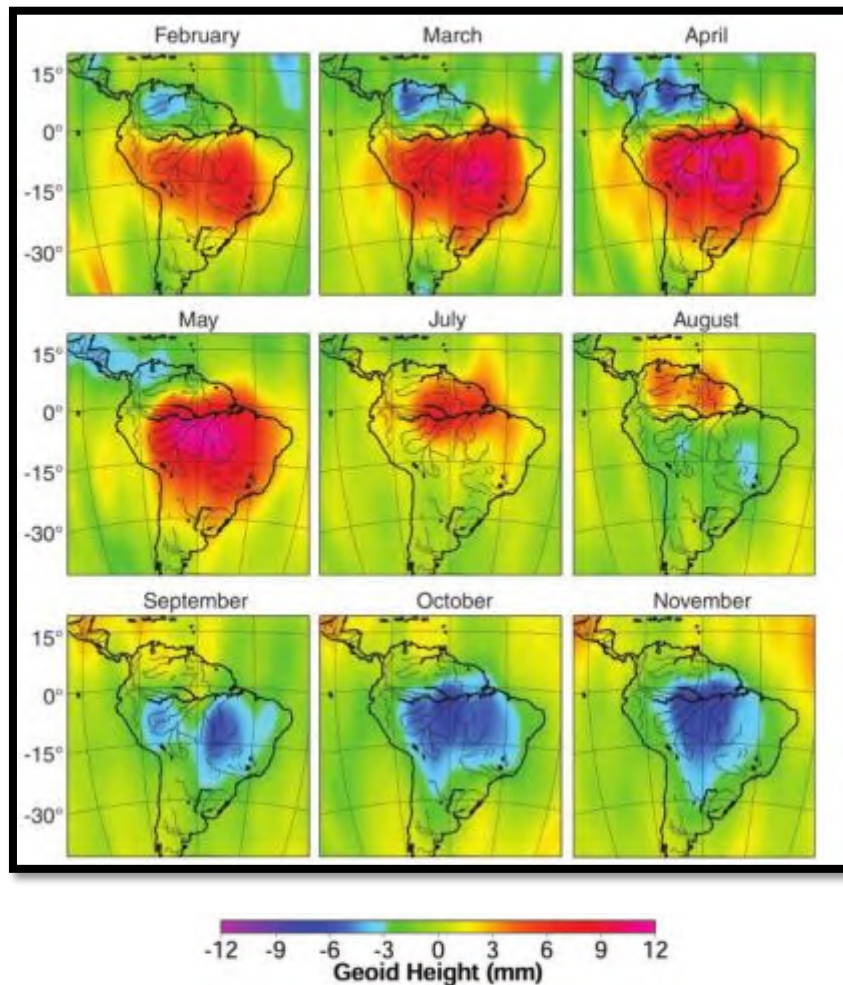 February March April
15°
0°
-15°
-30°
May July August
15°
0°
-15°
-30°
September October November
15°
0°
-15°
-30°
-12 -9 -6 -3 0 3 6 9 12
Geoid Height (mm)